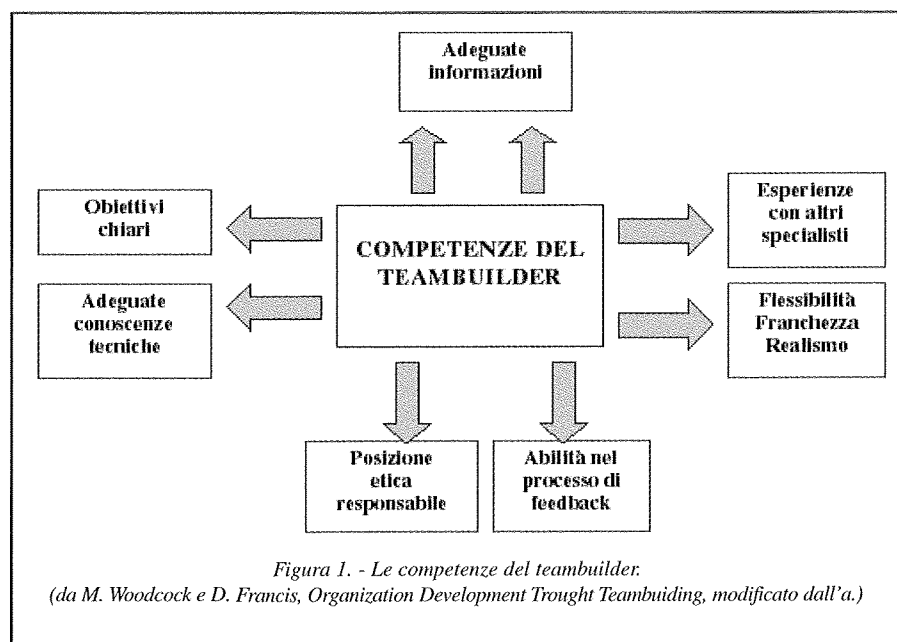 Adeguate
informazioni
Obiettivi
chiari
COMPETENZE DEL
TEAMBUILDER
Esperienze
con altri
specialisti
Adeguate
conoscenze
tecniche
Flessibilità
Franchezza
Realismo
Posizione
etica
responsabile
Abilità nel
processo di
feedback
Figura 1. - Le competenze del teambuilder.
(da M. Woodcock e D. Francis, Organization Development Trought Teambuiding, modificato dall'a.)